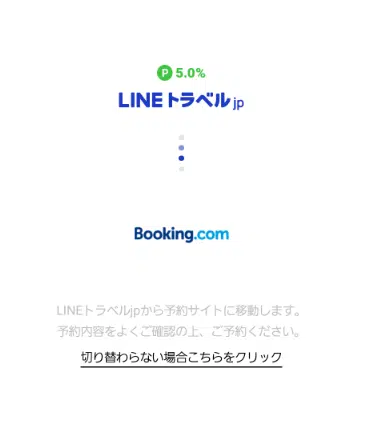 P 5.0%
LINEトラベルjp
Booking.com
LINEトラベルjpから予約サイトに移動します。
予約内容をよくご確認の上、ご予約ください。
切り替わらない場合こちらをクリック